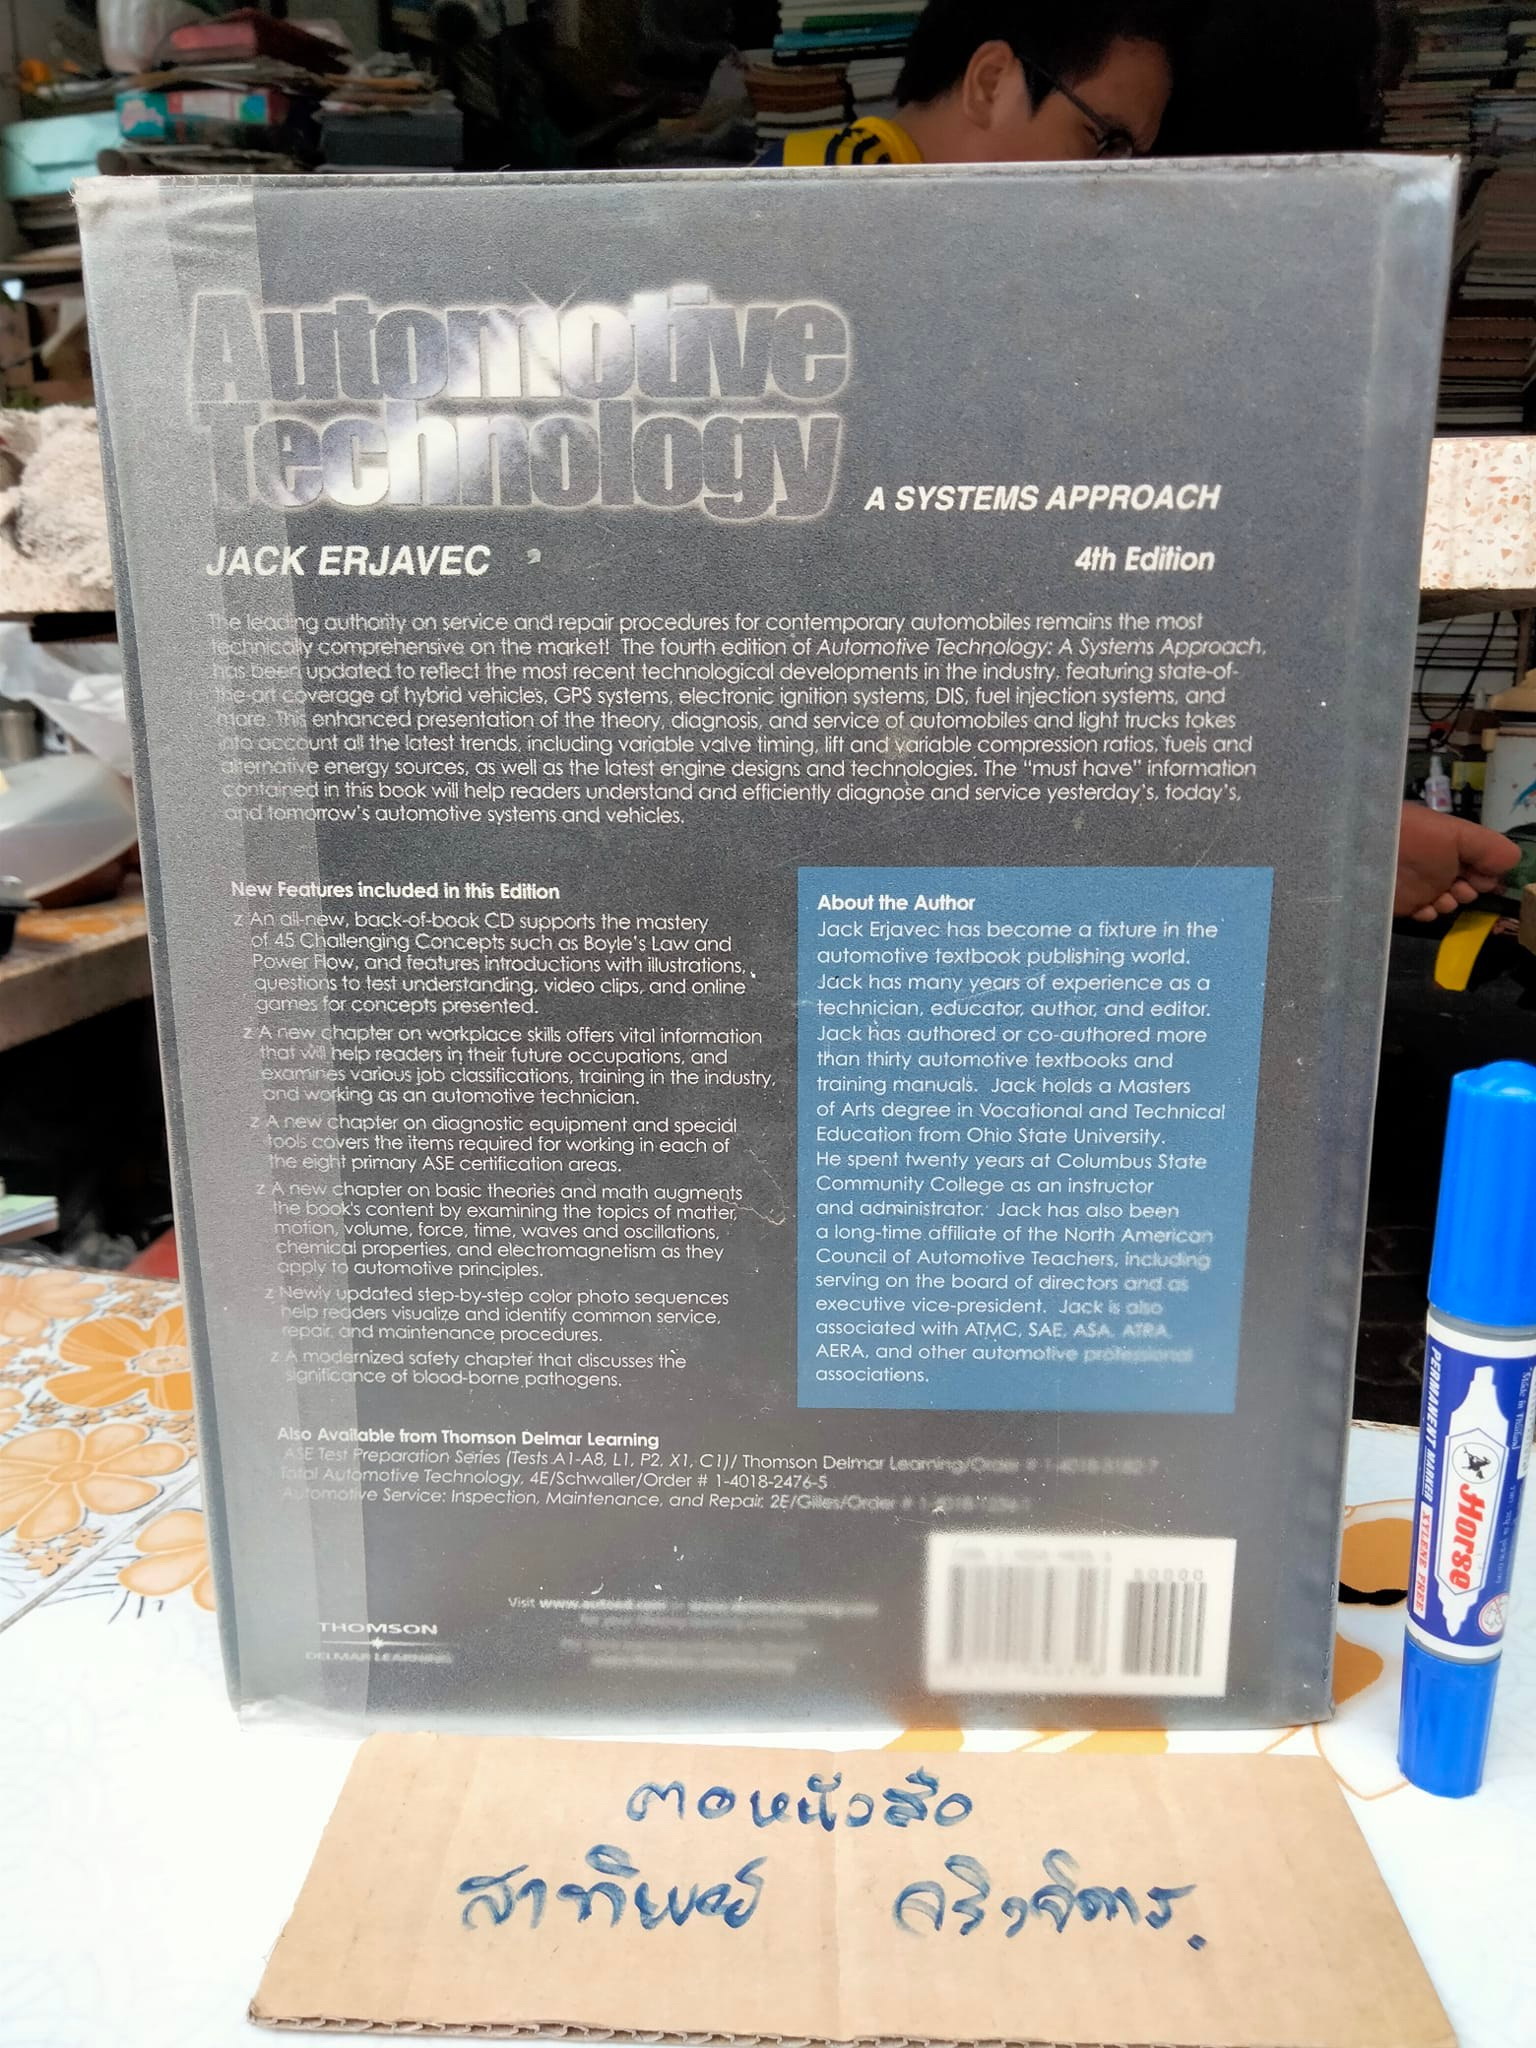 Automotive
Technology
A SYSTEMS APPROACH
JACK ERJAVEC
4th Edition
The leading authority on service and repair procedures for contemporary automobiles remains the most
technically comprehensive on the market! The fourth edition of Automotive Technology: A Systems Approach,
has been updated to reflect the most recent technological developments in the industry, featuring state-of-
the-art coverage of hybrid vehicles, GPS systems, electronic ignition systems, DIS, fuel injection systems, and
more. This enhanced presentation of the theory, diagnosis, and service of automobiles and light trucks takes
into account all the latest trends, including variable valve timing, lift and variable compression ratios, fuels and
alternative energy sources, as well as the latest engine designs and technologies. The "must have" information
contained in this book will help readers understand and efficiently diagnose and service yesterday's, today's,
and tomorrow's automotive systems and vehicles.
New Features included in this Edition
z An all-new, back-of-book CD supports the mastery
of 45 Challenging Concepts such as Boyle's Law and
Power Flow, and features introductions with illustrations,
questions to test understanding, video clips, and online
games for concepts presented.
z A new chapter on workplace skills offers vital information
that will help readers in their future occupations, and
examines various job classifications, training in the industry,
and working as an automotive technician.
z A new chapter on diagnostic equipment and special
tools covers the items required for working in each of
the eight primary ASE certification areas.
z A new chapter on basic theories and math augments
the book's content by examining the topics of matter,
motion, volume, force, time, waves and oscillations,
chemical properties, and electromagnetism as they
apply to automotive principles.
z Newly updated step-by-step color photo sequences
help readers visualize and identify common service,
repair, and maintenance procedures.
z A modernized safety chapter that discusses the
significance of blood-borne pathogens.
About the Author
Jack Erjavec has become a fixture in the
automotive textbook publishing world.
Jack has many years of experience as a
technician, educator, author, and editor.
Jack has authored or co-authored more
than thirty automotive textbooks and
training manuals. Jack holds a Masters
of Arts degree in Vocational and Technical
Education from Ohio State University.
He spent twenty years at Columbus State
Community College as an instructor
and administrator. Jack has also been
a long-time affiliate of the North American
Council of Automotive Teachers, including
serving on the board of directors and as
executive vice-president. Jack is also
associated with ATMC, SAE, ASA, ATRA,
AERA, and other automotive professional
associations.
Also Available from Thomson Delmar Learning
ASE Test Preparation Series (Tests A1-A8, L1, P2, X1, C1)/ Thomson Delmar Learning/Order #
Total Automotive Technology, 4E/Schwaller/Order # 1-4018-2476-5
Automotive Service: Inspection, Maintenance, and Repair, 2E/Gilles/Order #
Visit
THOMSON
DELMAR LEARNING
PERMANENT MARKER XYLENE FREE
Horse
Made in Thailand
ตอหนังสือ
สาทิพย์ ตริวจิตาร.